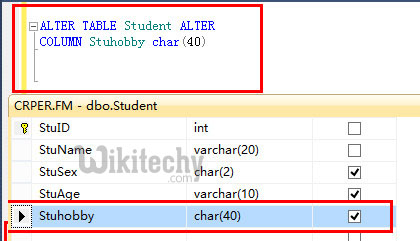 ALTER TABLE Student ALTER
COLUMN Stuhobby char(40)
CRPER.FM - dbo.Student
StuID int
StuName varchar(20)
StuSex char(2)
StuAge varchar(10)
Stuhobby char(40)
Wikitechy
.com